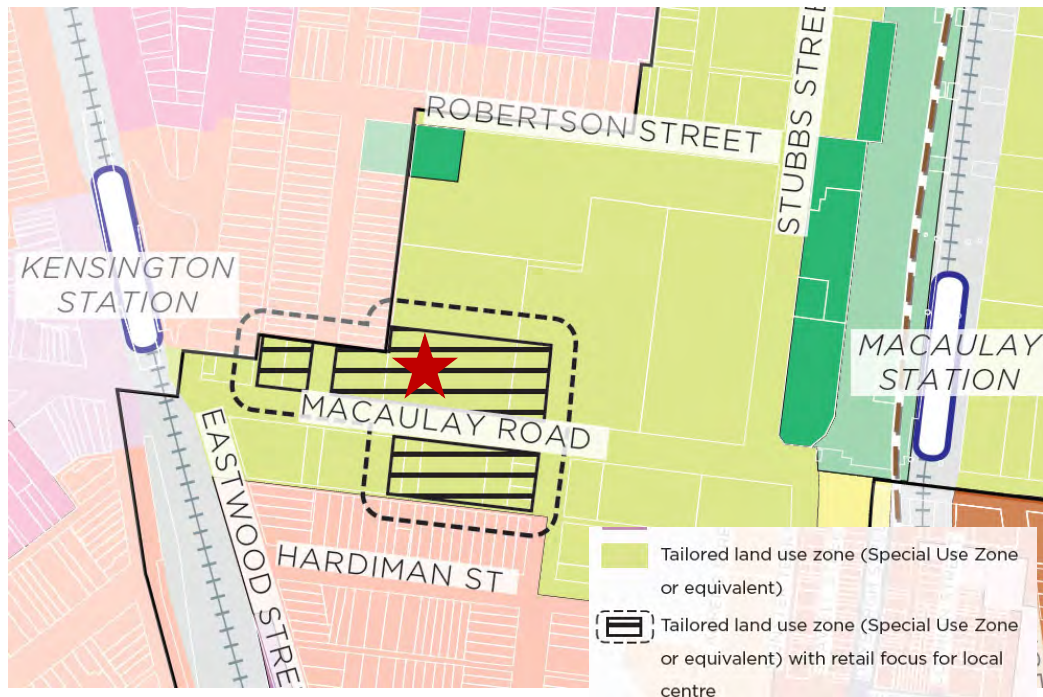 ROBERTSON STREET
STUBBS STREE
KENSINGTON
STATION
MACAULAY
STATION
MACAULAY ROAD
EASTWOOD STRE
HARDIMAN ST
Tailored land use zone (Special Use Zone
or equivalent)
Tailored land use zone (Special Use Zone
or equivalent) with retail focus for local
centre